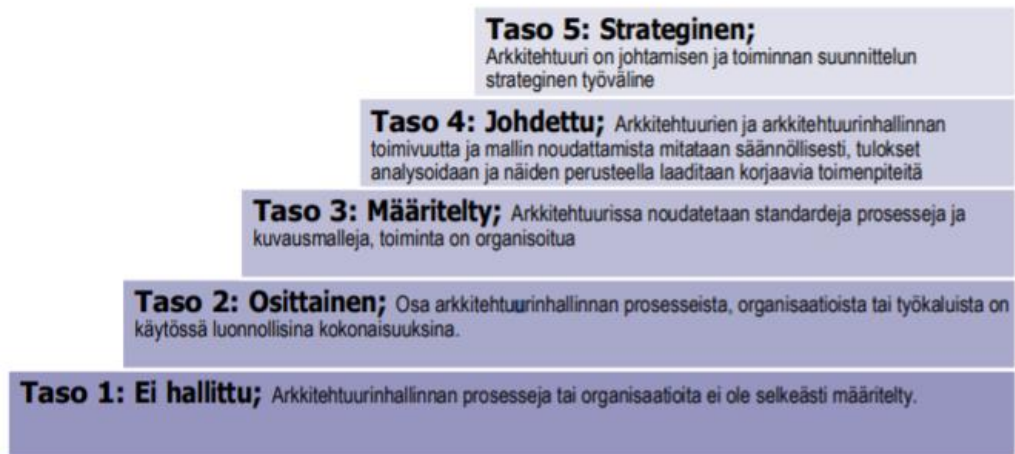 Taso 5: Strateginen;
Arkkitehtuuri on johtamisen ja toiminnan suunnittelun
strateginen työväline
Taso 4: Johdettu; Arkkitehtuurien ja arkkitehtuurinhallinnan
toimivuutta ja mallin noudattamista mitataan säännöllisesti, tulokset
analysoidaan ja näiden perusteella laaditaan korjaavia toimenpiteitä
Taso 3: Määritelty; Arkkitehtuurissa noudatetaan standardeja prosesseja ja
kuvausmalleja, toiminta on organisoitua
Taso 2: Osittainen; Osa arkkitehtuurinhallinnan prosesseista, organisaatioista tai työkaluista on
käytössä luonnollisina kokonaisuuksina.
Taso 1: Ei hallittu; Arkkitehtuurinhallinnan prosesseja tai organisaatioita ei ole selkeästi määritelty.